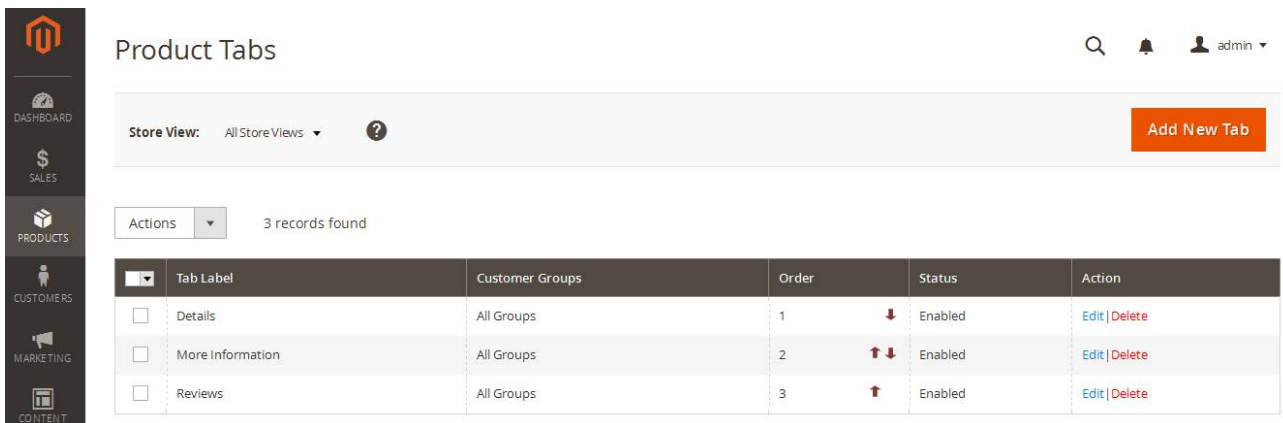 Product Tabs
admin
DASHBOARD
SALES
PRODUCTS
CUSTOMERS
MARKETING
CONTENT
Store View: All Store Views ?
Add New Tab
Actions 3 records found
Tab Label Customer Groups Order Status Action
Details All Groups 1 Enabled Edit|Delete
More Information All Groups 2 Enabled Edit|Delete
Reviews All Groups 3 Enabled Edit|Delete